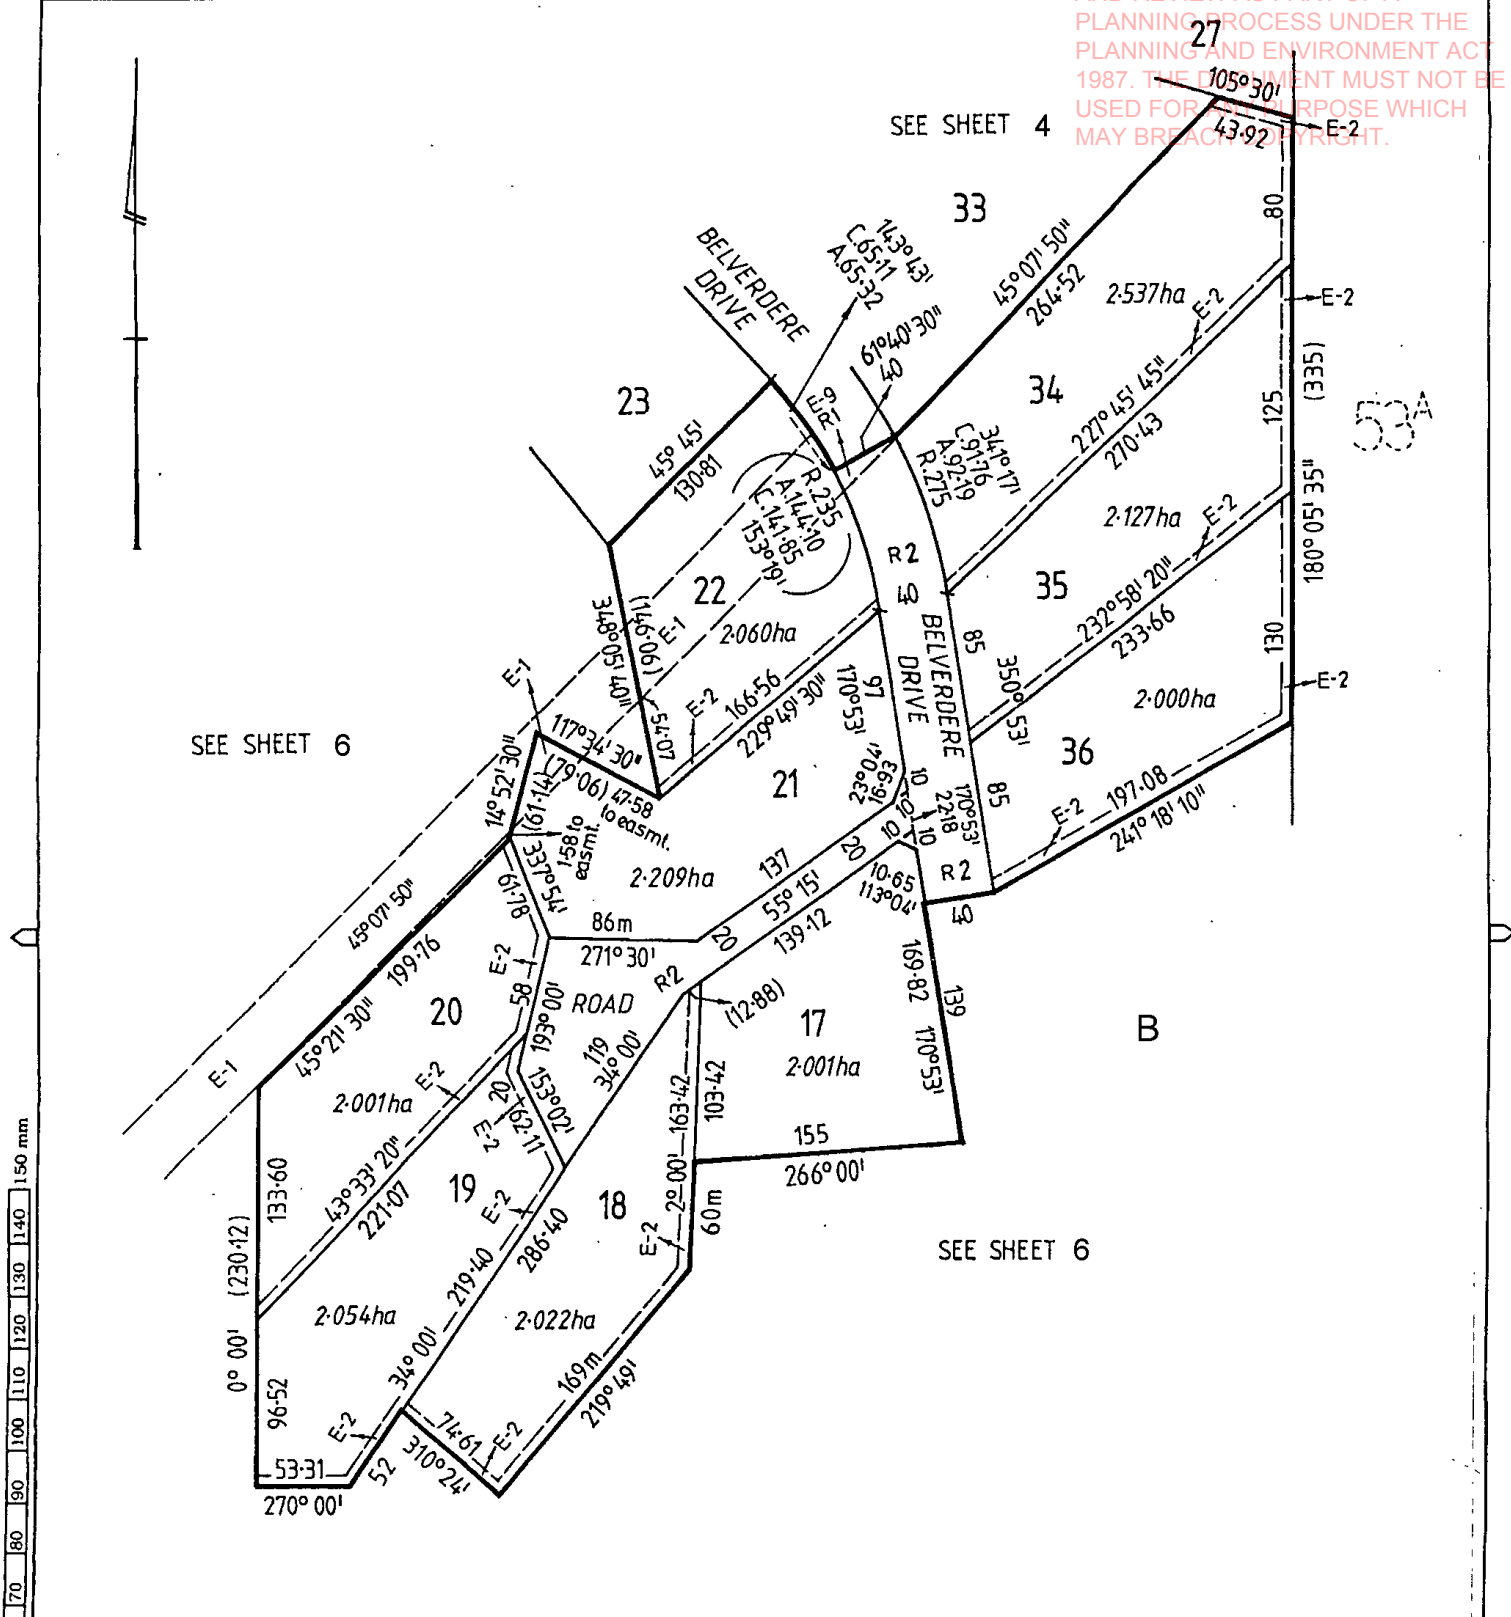 PLANNING PROCESS UNDER THE
PLANNING AND ENVIRONMENT ACT
1987. THE DOCUMENT MUST NOT BE
USED FOR ANY PURPOSE WHICH
MAY BREACH COPYRIGHT.
27
105°30'
43·92
E-2
SEE SHEET 4
33
80
BELVERDERE
DRIVE
143°43'
C.65·11
A.65·32
45°07'50"
264·52
2·537ha
E-2
E-2
61°40'30"
40
(335)
23
E-9
R1
34
125
53A
45° 45'
130·81
227°45'45"
270·43
341°17'
C.91·76
A.92·19
R.275
R.235
A.144·10
C.141·85
153°19'
2·127ha
E-2
180°05'35"
R2
22
40
35
(146·06)
348°05'40"
E-1
2·060ha
232°58'20"
233·66
130
BELVERDERE
DRIVE
85
350°53'
E-1
E-2
166·56
229°49'30"
97
170°53'
2·000ha
E-2
SEE SHEET 6
117°34'30"
(79·06) 47·58
to easmt.
54·07
36
14°52'30"
(61·14)
21
23°04'
16·93
10
10
10
10
170°53'
22·18
85
E-2
197·08
241°18'10"
1·58 to
easmt.
337°54'
61·78
2·209ha
137
20
55°15'
139·12
10·65
113°04'
R2
40
45°07'50"
199·76
45°21'30"
86m
271°30'
20
E-2
R2
ROAD
58
193°00'
(12·88)
169·82
139
170°53'
20
17
2·001ha
B
E-1
E-2
2·001ha
119
34°00'
20
153°02'
62·11
E-2
163·42
103·42
2°00'
155
266°00'
133·60
43°33'20"
221·07
19
E-2
18
60m
E-2
(230·12)
0°00'
219·40
286·40
SEE SHEET 6
2·054ha
2·022ha
34°00'
169m
219°49'
96·52
E-2
53·31
270°00'
52
74·61
310°24'
E-2
150 mm
140
130
120
110
100
90
80
70